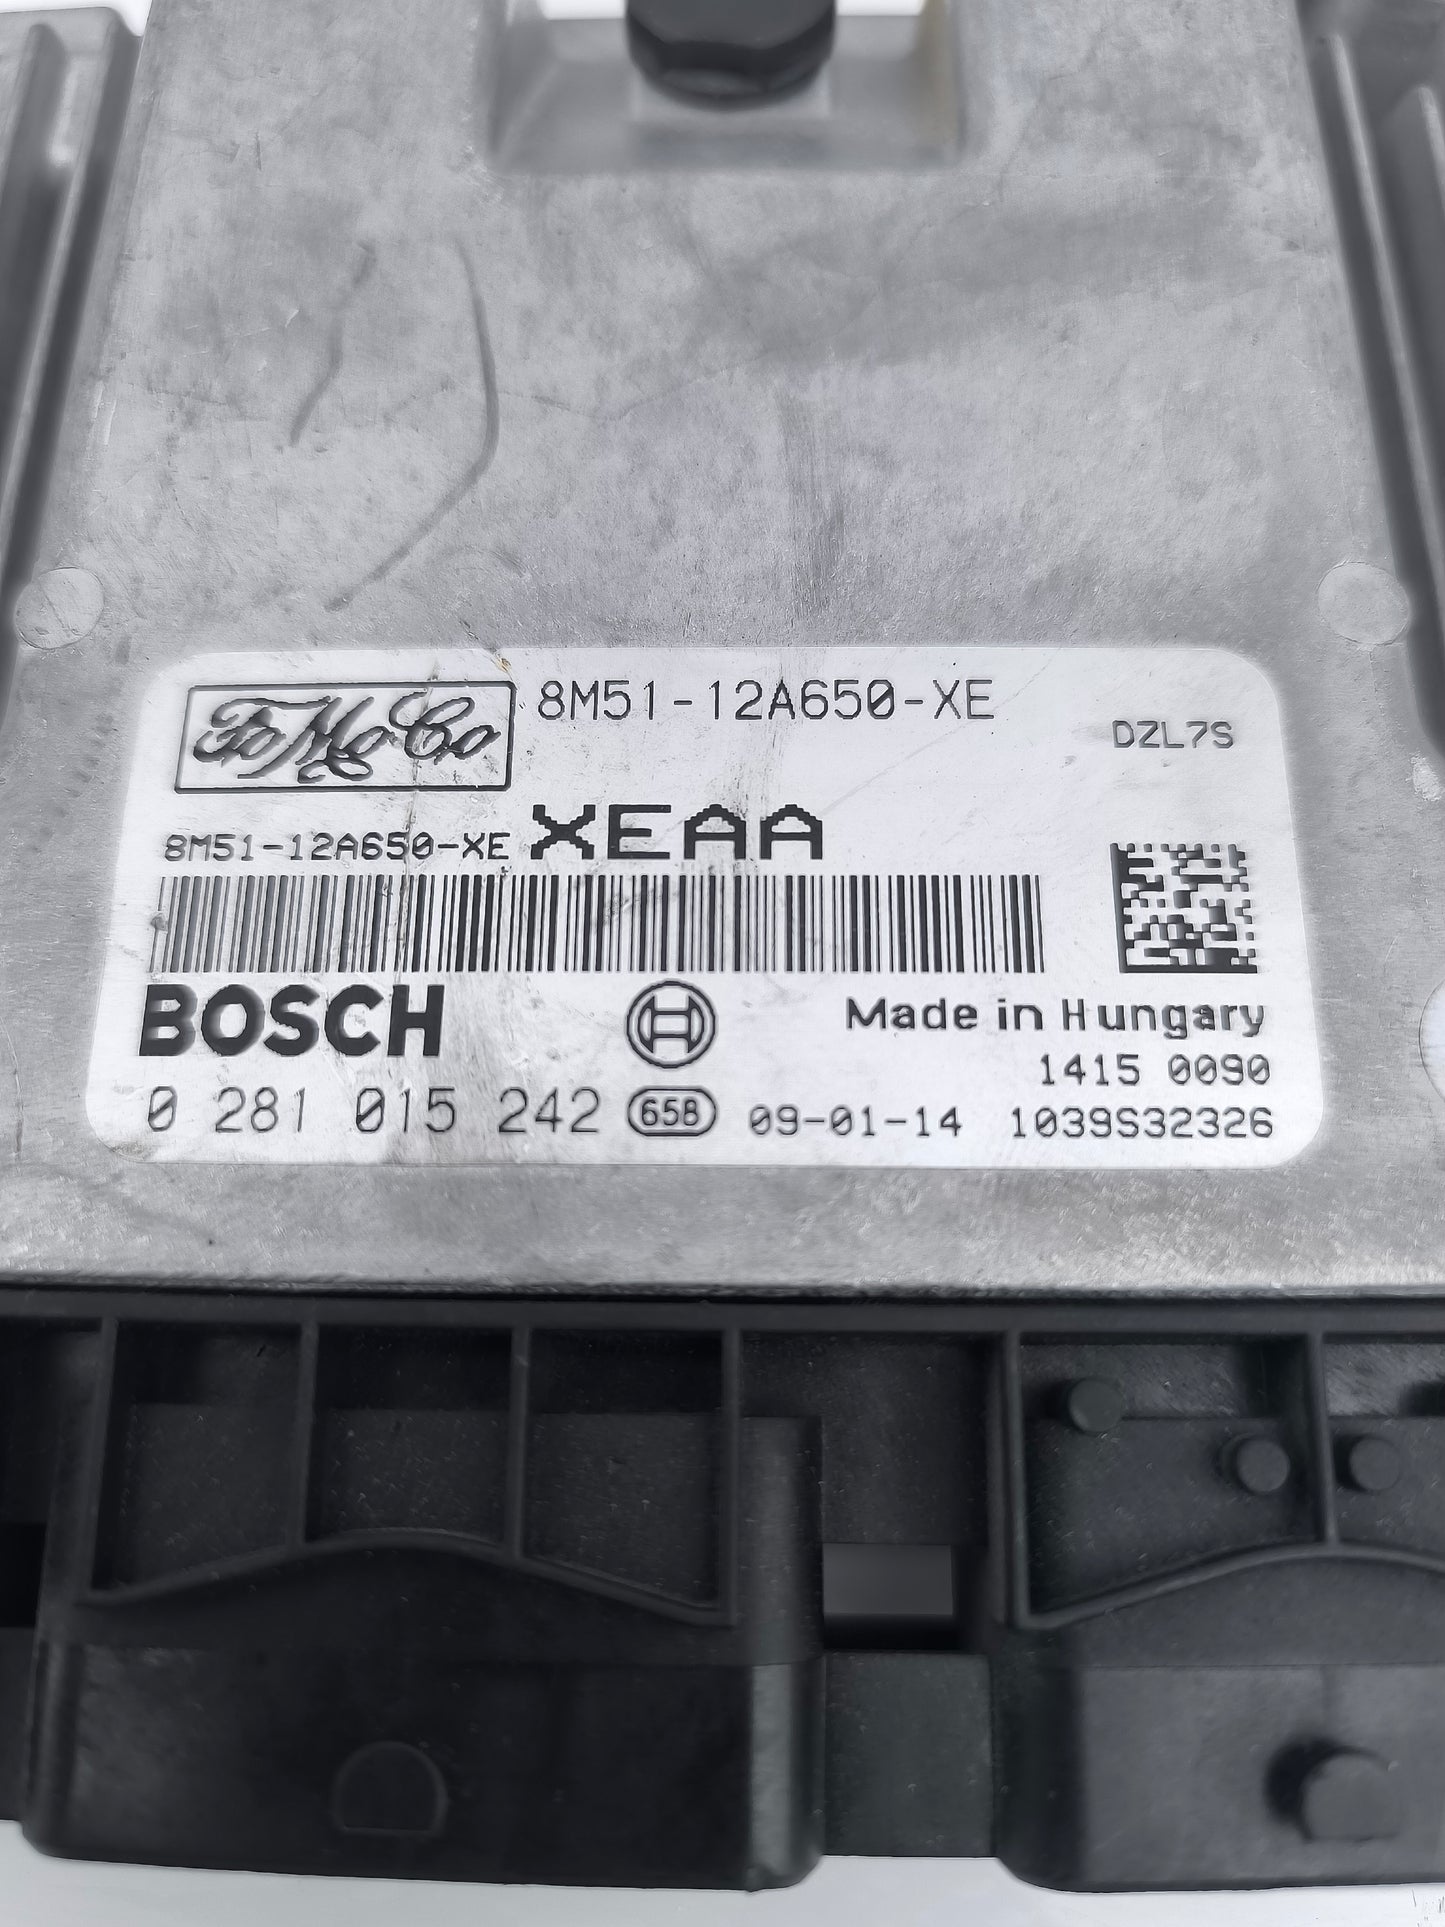 FoMoCo 8M51-12A650-XE
DZL7S
8M51-12A650-XE XEAA
BOSCH Made in Hungary
1415 0090
0 281 015 242 658 09-01-14 1039S32326